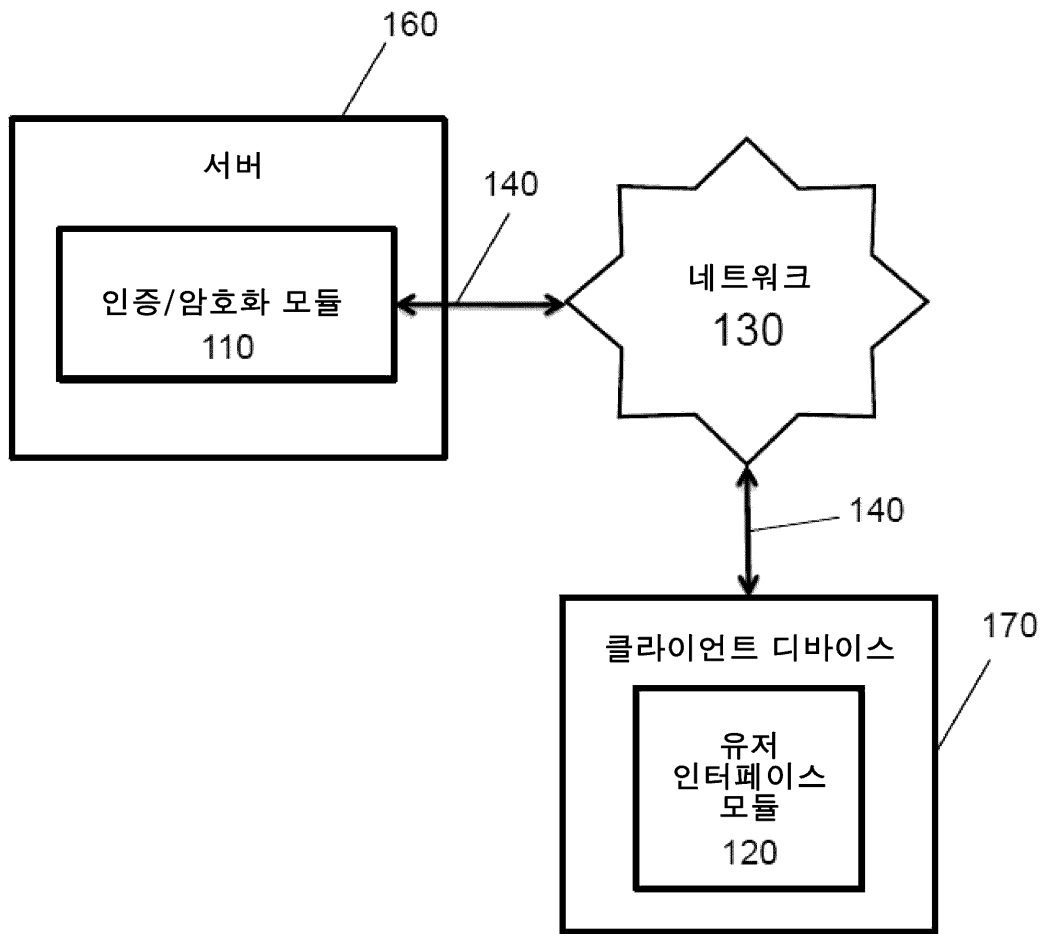 160
서버
140
인증/암호화 모듈
110
네트워크
130
140
클라이언트 디바이스
170
유저
인터페이스
모듈
120